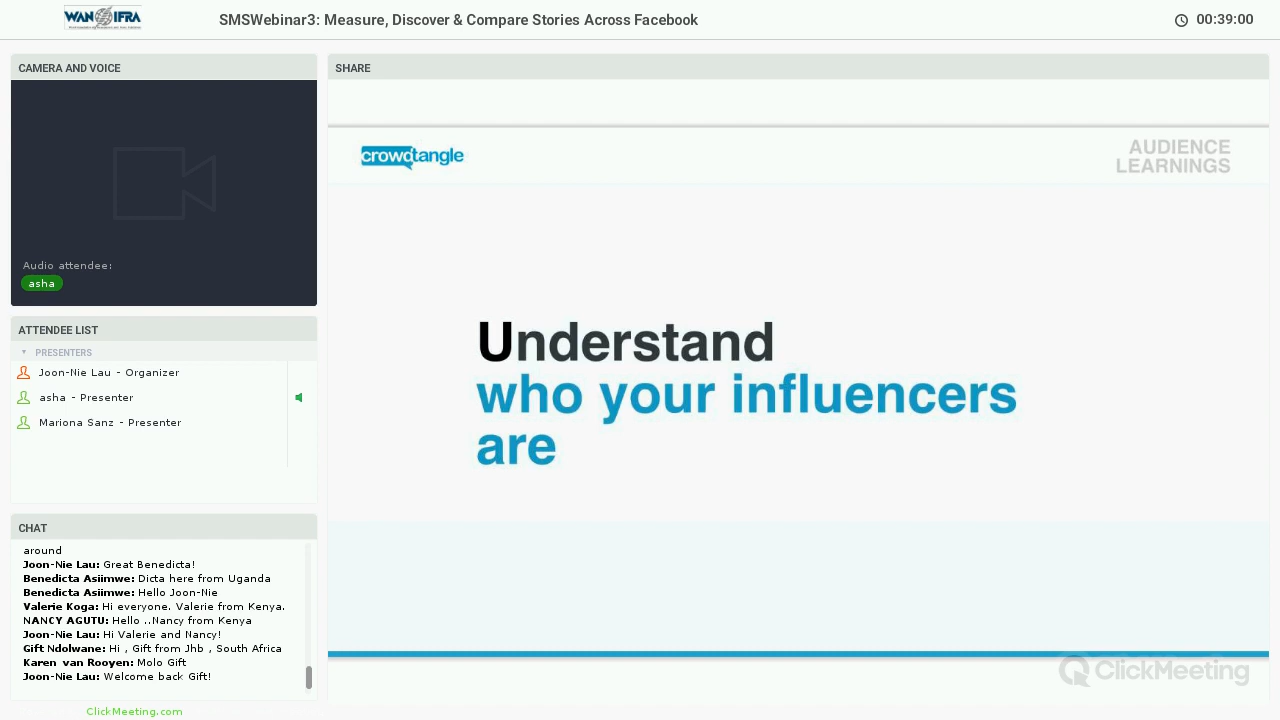 WAN IFRA
SMSWebinar3: Measure, Discover & Compare Stories Across Facebook
00:39:00
CAMERA AND VOICE
Audio attendee:
asha
ATTENDEE LIST
PRESENTERS
Joon-Nie Lau - Organizer
asha - Presenter
Mariona Sanz - Presenter
CHAT
around
Joon-Nie Lau: Great Benedicta!
Benedicta Asiimwe: Dicta here from Uganda
Benedicta Asiimwe: Hello Joon-Nie
Valerie Koga: Hi everyone. Valerie from Kenya.
NANCY AGUTU: Hello ..Nancy from Kenya
Joon-Nie Lau: Hi Valerie and Nancy!
Gift Ndolwane: Hi , Gift from Jhb , South Africa
Karen van Rooyen: Molo Gift
Joon-Nie Lau: Welcome back Gift!
ClickMeeting.com
SHARE
crowdtangle
AUDIENCE
LEARNINGS
Understand
who your influencers
are
ClickMeeting